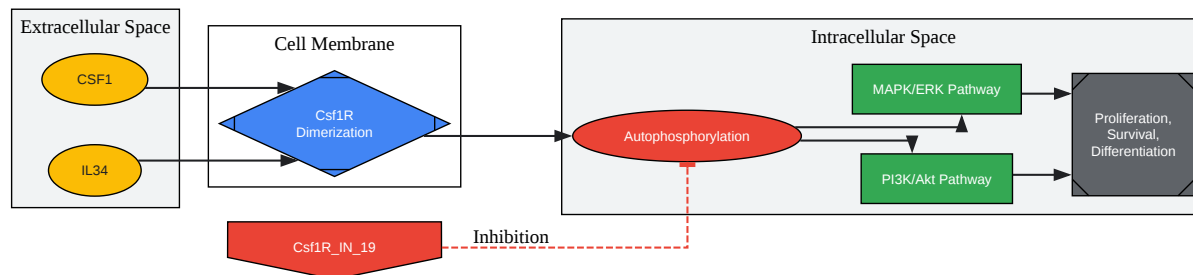 Extracellular Space
CSF1
IL34
Cell Membrane
Csf1R
Dimerization
Intracellular Space
Autophosphorylation
MAPK/ERK Pathway
PI3K/Akt Pathway
Proliferation,
Survival,
Differentiation
Csf1R_IN_19
Inhibition